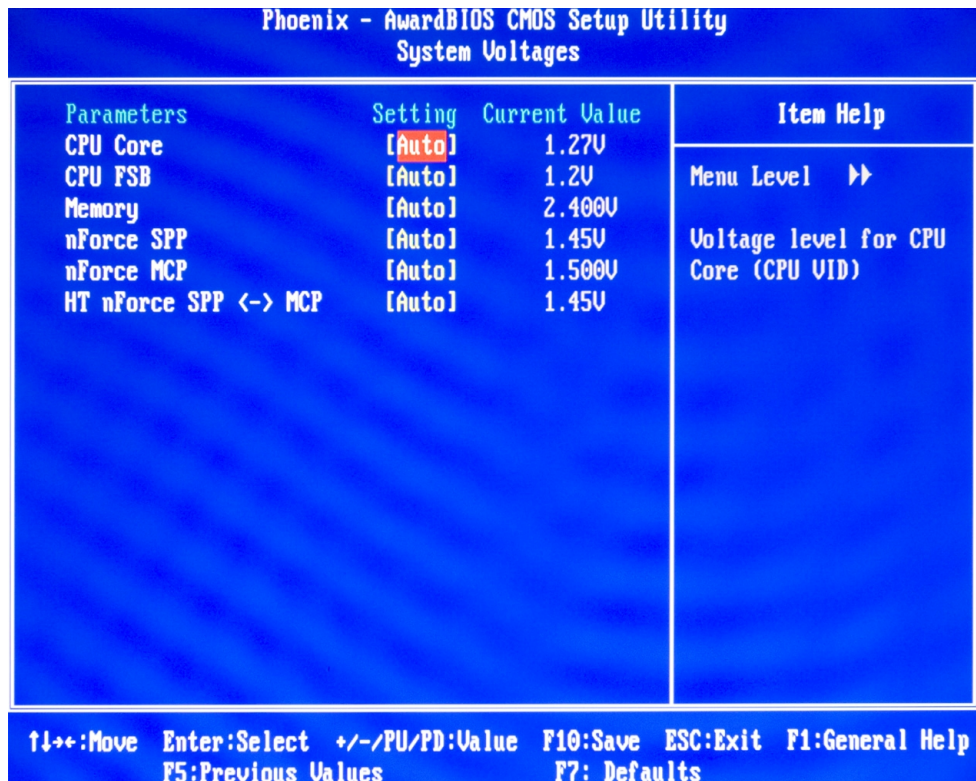 Phoenix - AwardBIOS CMOS Setup Utility
System Voltages
Parameters Setting Current Value
CPU Core [Auto] 1.27V
CPU FSB [Auto] 1.2V
Memory [Auto] 2.400V
nForce SPP [Auto] 1.45V
nForce MCP [Auto] 1.500V
HT nForce SPP <-> MCP [Auto] 1.45V
Item Help
Menu Level ▶▶
Voltage level for CPU
Core (CPU VID)
↑↓→←:Move Enter:Select +/-/PU/PD:Value F10:Save ESC:Exit F1:General Help
F5:Previous Values F7: Defaults